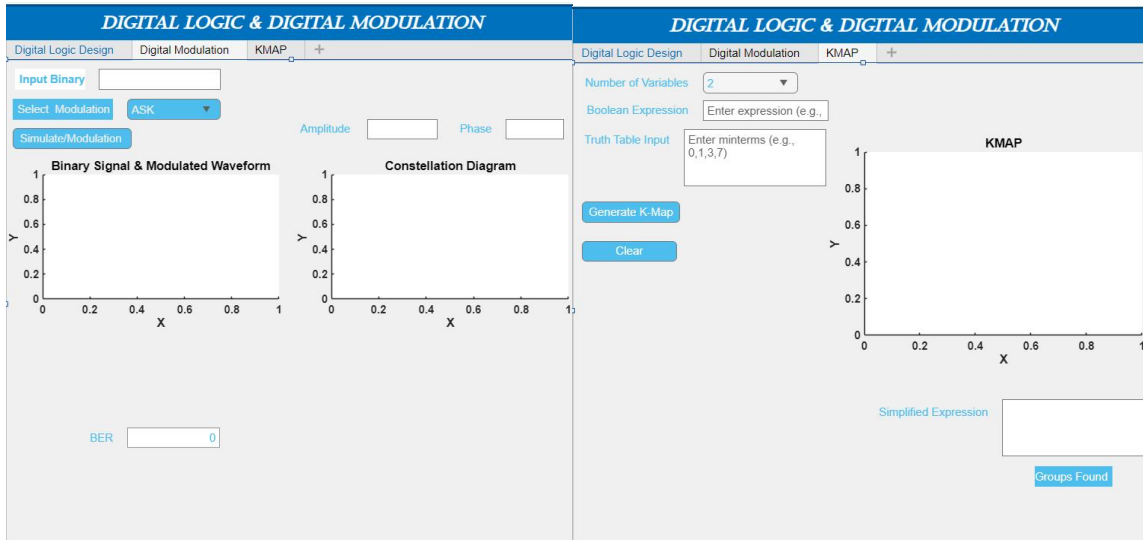 DIGITAL LOGIC & DIGITAL MODULATION
Digital Logic Design Digital Modulation KMAP +
Input Binary
Select Modulation ASK
Simulate/Modulation
Amplitude Phase
Binary Signal & Modulated Waveform
1
0.8
0.6
0.4
0.2
0
Y
0 0.2 0.4 0.6 0.8 1
X
Constellation Diagram
1
0.8
0.6
0.4
0.2
0
Y
0 0.2 0.4 0.6 0.8 1
X
BER 0
DIGITAL LOGIC & DIGITAL MODULATION
Digital Logic Design Digital Modulation KMAP +
Number of Variables 2
Boolean Expression Enter expression (e.g.,
Truth Table Input Enter minterms (e.g.,
0,1,3,7)
Generate K-Map
Clear
KMAP
1
0.8
0.6
0.4
0.2
0
Y
0 0.2 0.4 0.6 0.8 1
X
Simplified Expression
Groups Found